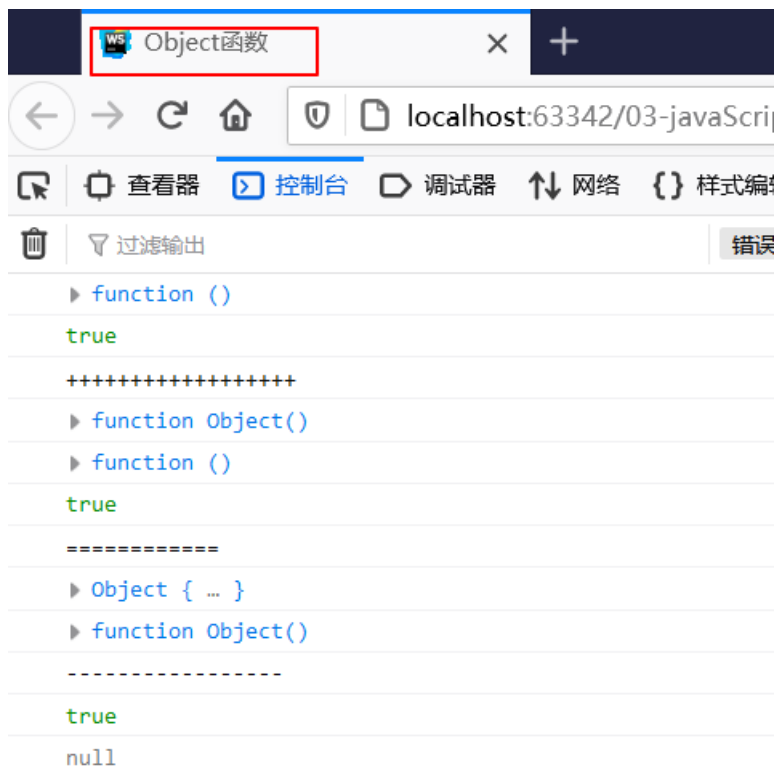 WS Object函数
localhost:63342/03-javaScri
查看器 控制台 调试器 网络 {} 样式编
过滤输出 错误
function ()
true
++++++++++++++++++
function Object()
function ()
true
============
Object { … }
function Object()
-----------------
true
null